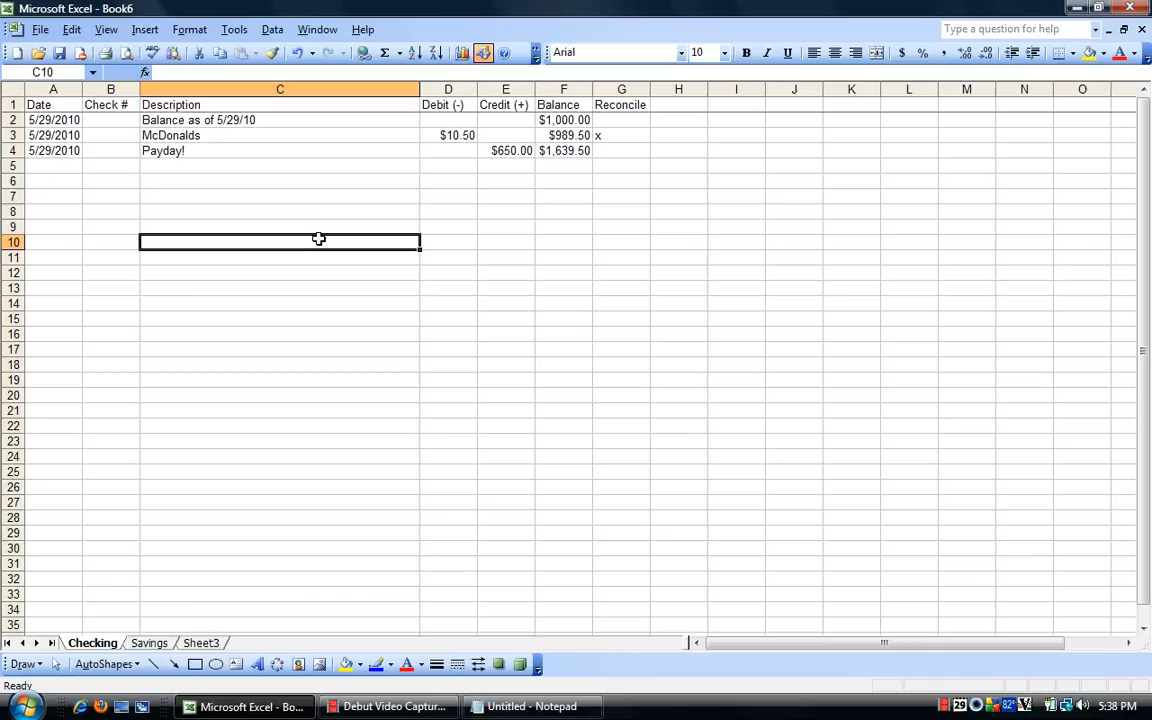 Microsoft Excel - Book6
File Edit View Insert Format Tools Data Window Help
Type a question for help
Arial 10
C10
A B C D E F G H I J K L M N O
1 Date Check # Description Debit (-) Credit (+) Balance Reconcile
2 5/29/2010 Balance as of 5/29/10 $1,000.00
3 5/29/2010 McDonalds $10.50 $989.50 x
4 5/29/2010 Payday! $650.00 $1,639.50
5
6
7
8
9
10
11
12
13
14
15
16
17
18
19
20
21
22
23
24
25
26
27
28
29
30
31
32
33
34
35
Checking Savings Sheet3
Draw AutoShapes
Ready
Microsoft Excel - Bo... Debut Video Captur... Untitled - Notepad 29 82° 5:38 PM